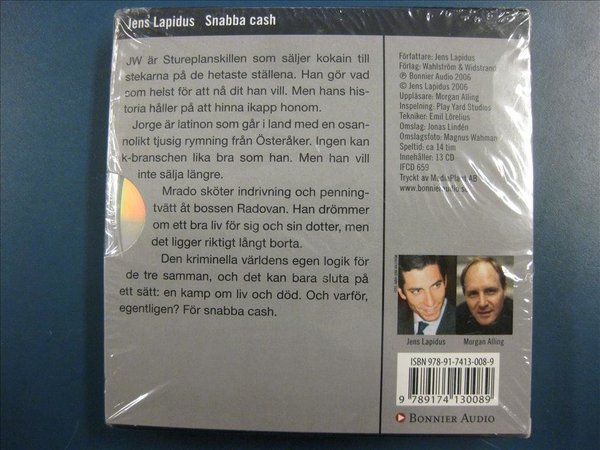 Jens Lapidus Snabba cash
JW är Stureplanskillen som säljer kokain till
stekarna på de hetaste ställena. Han gör vad
som helst för att nå dit han vill. Men hans his-
toria håller på att hinna ikapp honom.
Jorge är latinon som går i land med en osan-
nolikt tjusig rymning från Österåker. Ingen kan
k-branschen lika bra som han. Men han vill
inte sälja längre.
Mrado sköter indrivning och penning-
tvätt åt bossen Radovan. Han drömmer
om ett bra liv för sig och sin dotter, men
det ligger riktigt långt borta.
Den kriminella världens egen logik för
de tre samman, och det kan bara sluta på
ett sätt: en kamp om liv och död. Och varför,
egentligen? För snabba cash.
Författare: Jens Lapidus
Förlag: Wahlström & Widstrand
℗ Bonnier Audio 2006
© Jens Lapidus 2006
Uppläsare: Morgan Alling
Inspelning: Play Yard Studios
Tekniker: Emil Lörelius
Omslag: Jonas Lindén
Omslagsfoto: Magnus Wahman
Speltid: ca 14 tim
Innehåller: 13 CD
IFCD 659
Tryckt av MediaPlant AB
www.bonnieraudio.se
Jens Lapidus Morgan Alling
ISBN 978-91-7413-008-9
9 789174 130089
BONNIER AUDIO